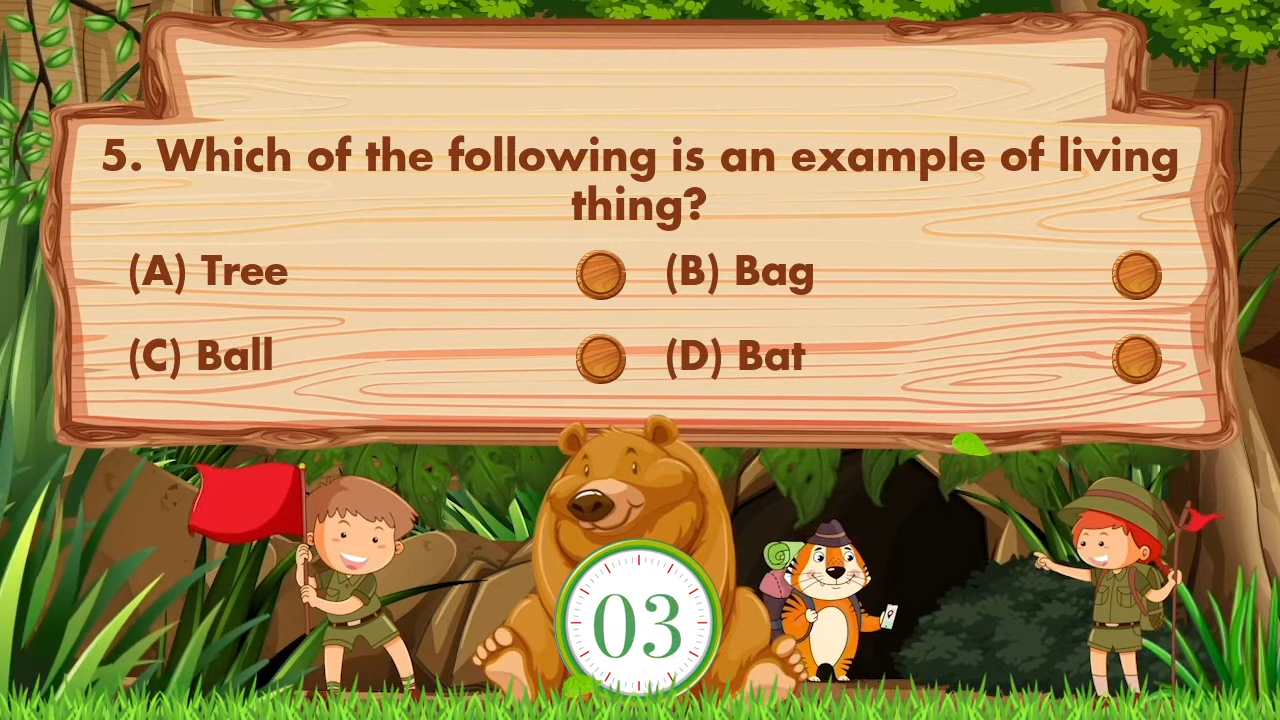 5. Which of the following is an example of living
thing?
(A) Tree
(B) Bag
(C) Ball
(D) Bat
03